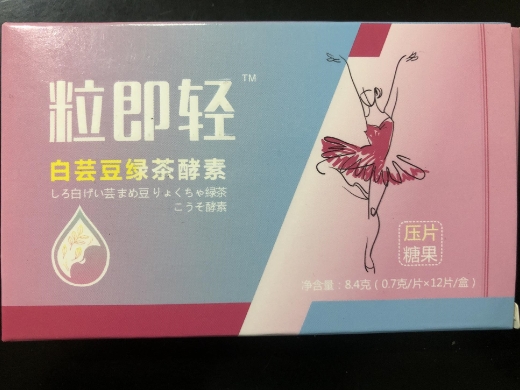 粒即轻™
白芸豆绿茶酵素
しろ白げい芸まめ豆りょくちゃ绿茶
こうそ酵素
压片
糖果
净含量：8.4克（0.7克/片×12片/盒）